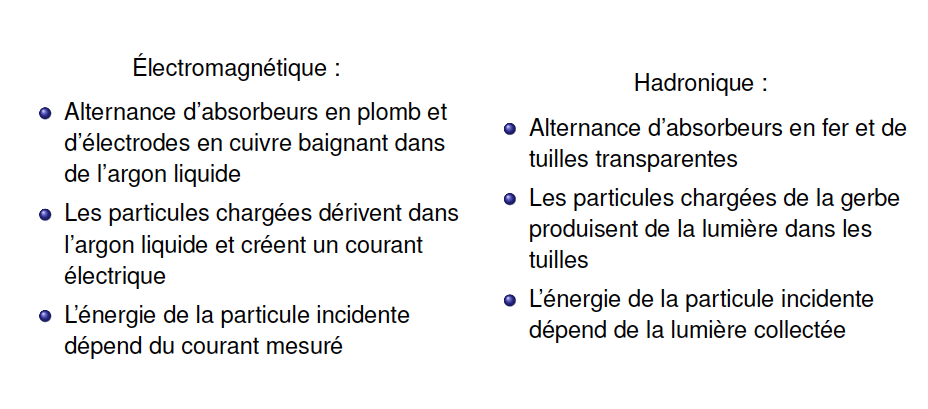 Électromagnétique :
Alternance d'absorbeurs en plomb et
d'électrodes en cuivre baignant dans
de l'argon liquide
Les particules chargées dérivent dans
l'argon liquide et créent un courant
électrique
L'énergie de la particule incidente
dépend du courant mesuré
Hadronique :
Alternance d'absorbeurs en fer et de
tuilles transparentes
Les particules chargées de la gerbe
produisent de la lumière dans les
tuilles
L'énergie de la particule incidente
dépend de la lumière collectée